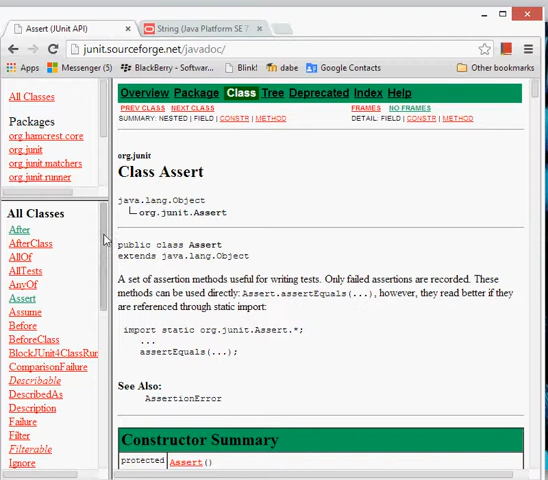 Assert (JUnit API)
String (Java Platform SE 7
junit.sourceforge.net/javadoc/
Apps
Messenger (5)
BlackBerry - Softwar...
Blink!
dabe
Google Contacts
Other bookmarks
All Classes
Packages
org.hamcrest.core
org.junit
org.junit.matchers
org.junit.runner
All Classes
After
AfterClass
AllOf
AllTests
AnyOf
Assert
Assume
Before
BeforeClass
BlockJUnit4ClassRun
ComparisonFailure
Describable
DescribedAs
Description
Failure
Filter
Filterable
Ignore
Overview Package Class Tree Deprecated Index Help
PREV CLASS NEXT CLASS
FRAMES NO FRAMES
SUMMARY: NESTED | FIELD | CONSTR | METHOD
DETAIL: FIELD | CONSTR | METHOD
org.junit
Class Assert
java.lang.Object
org.junit.Assert
public class Assert
extends java.lang.Object
A set of assertion methods useful for writing tests. Only failed assertions are recorded. These
methods can be used directly: Assert.assertEquals(...), however, they read better if they
are referenced through static import:
import static org.junit.Assert.*;
...
assertEquals(...);
See Also:
AssertionError
Constructor Summary
protected Assert()